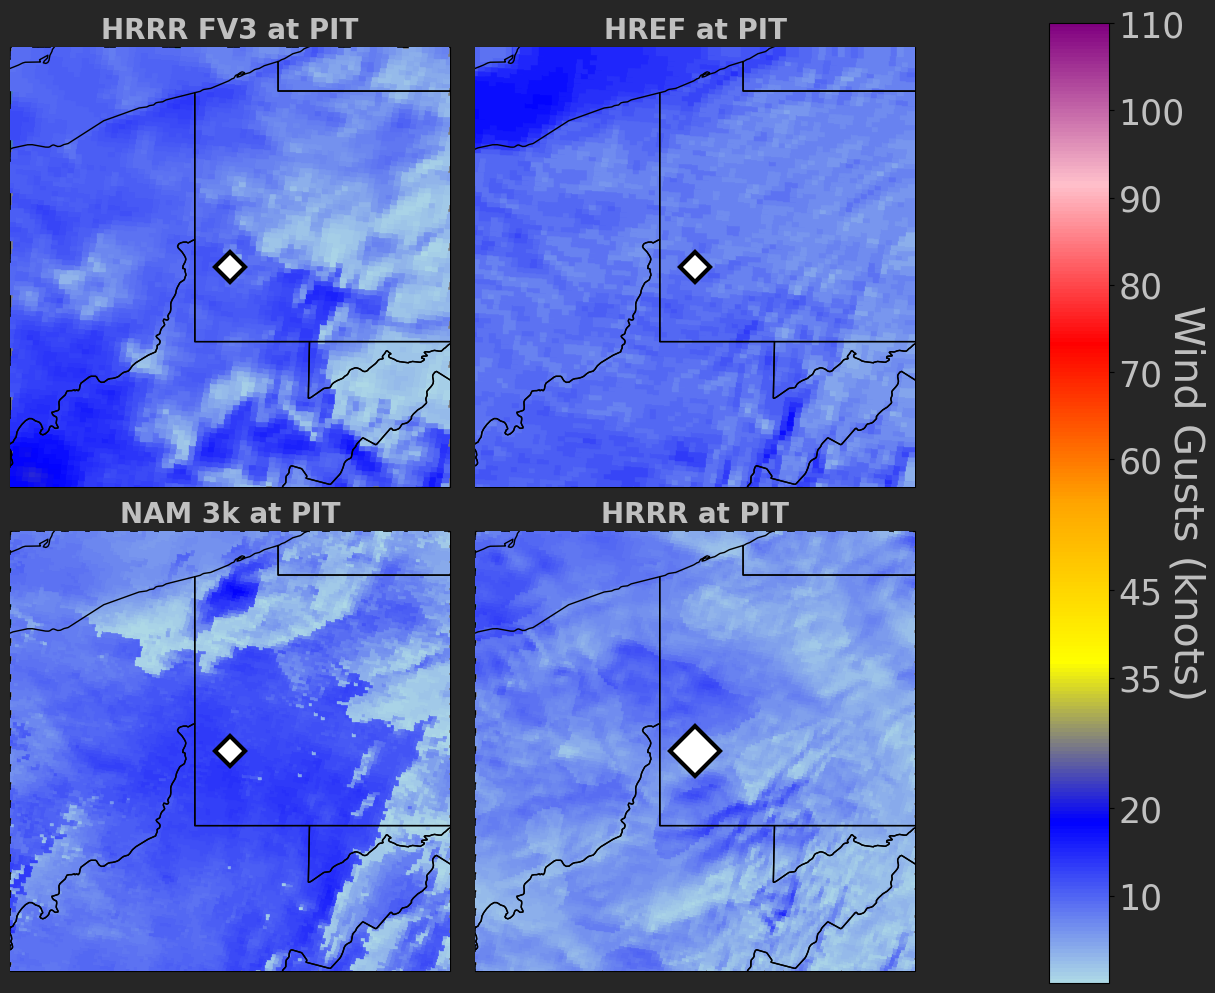 HRRR FV3 at PIT
HREF at PIT
NAM 3k at PIT
HRRR at PIT
110
100
90
80
70
60
45
35
20
10
Wind Gusts (knots)